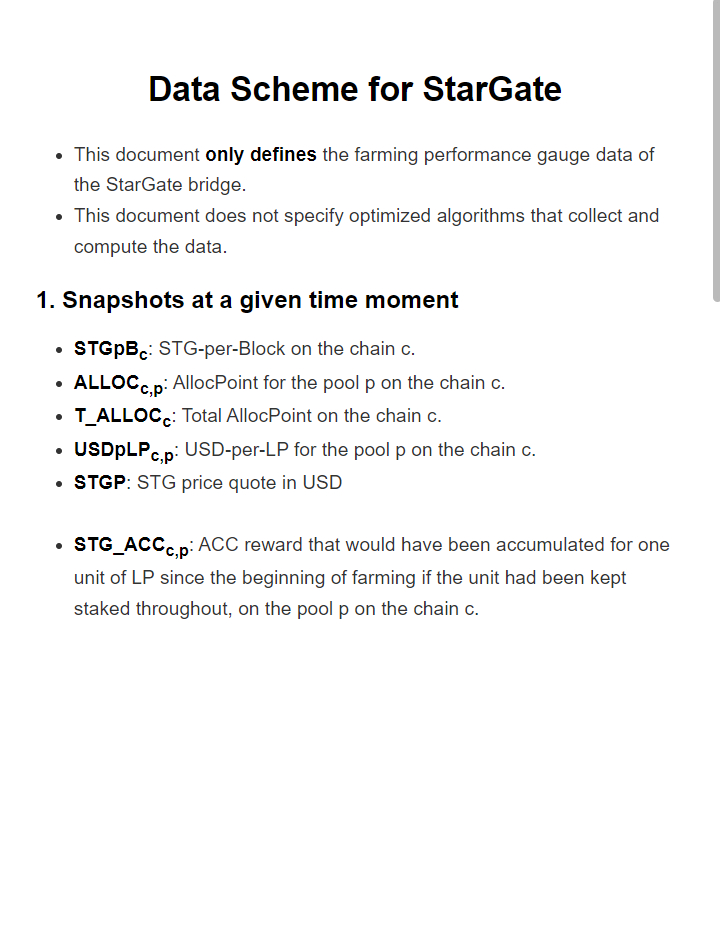 Data Scheme for StarGate
• This document only defines the farming performance gauge data of
the StarGate bridge.
• This document does not specify optimized algorithms that collect and
compute the data.
1. Snapshots at a given time moment
• STGpBc: STG-per-Block on the chain c.
• ALLOCc,p: AllocPoint for the pool p on the chain c.
• T_ALLOCc: Total AllocPoint on the chain c.
• USDpLPc,p: USD-per-LP for the pool p on the chain c.
• STGP: STG price quote in USD
• STG_ACCc,p: ACC reward that would have been accumulated for one
unit of LP since the beginning of farming if the unit had been kept
staked throughout, on the pool p on the chain c.